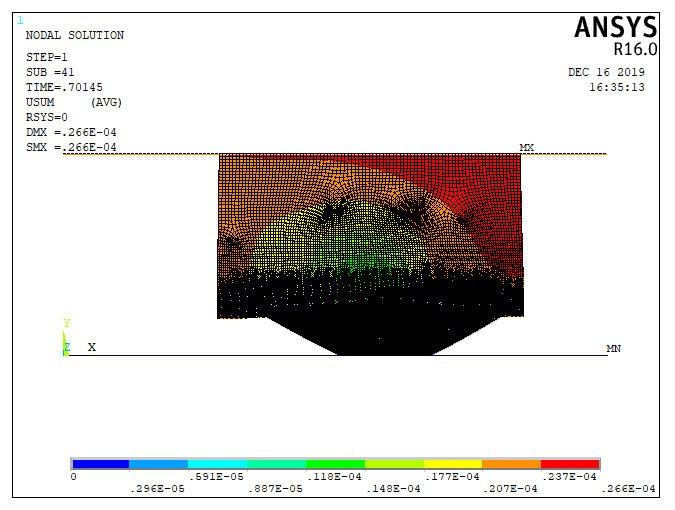 1
NODAL SOLUTION
STEP=1
SUB =41
TIME=.70145
USUM (AVG)
RSYS=0
DMX =.266E-04
SMX =.266E-04
ANSYS
R16.0
DEC 16 2019
16:35:13
MX
Y
Z X
MN
0 .591E-05 .118E-04 .177E-04 .237E-04
.296E-05 .887E-05 .148E-04 .207E-04 .266E-04